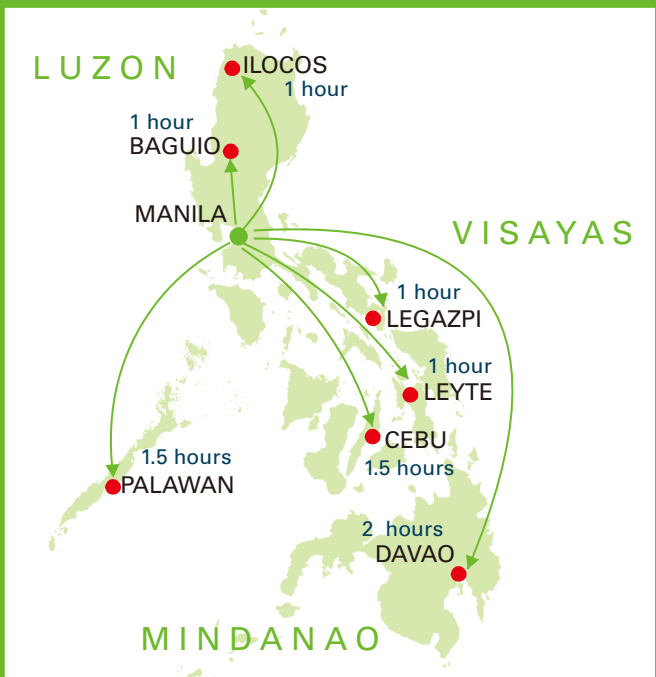 LUZON
ILOCOS
1 hour
1 hour
BAGUIO
MANILA
VISAYAS
1 hour
LEGAZPI
1 hour
LEYTE
CEBU
1.5 hours
1.5 hours
PALAWAN
2 hours
DAVAO
MINDANAO